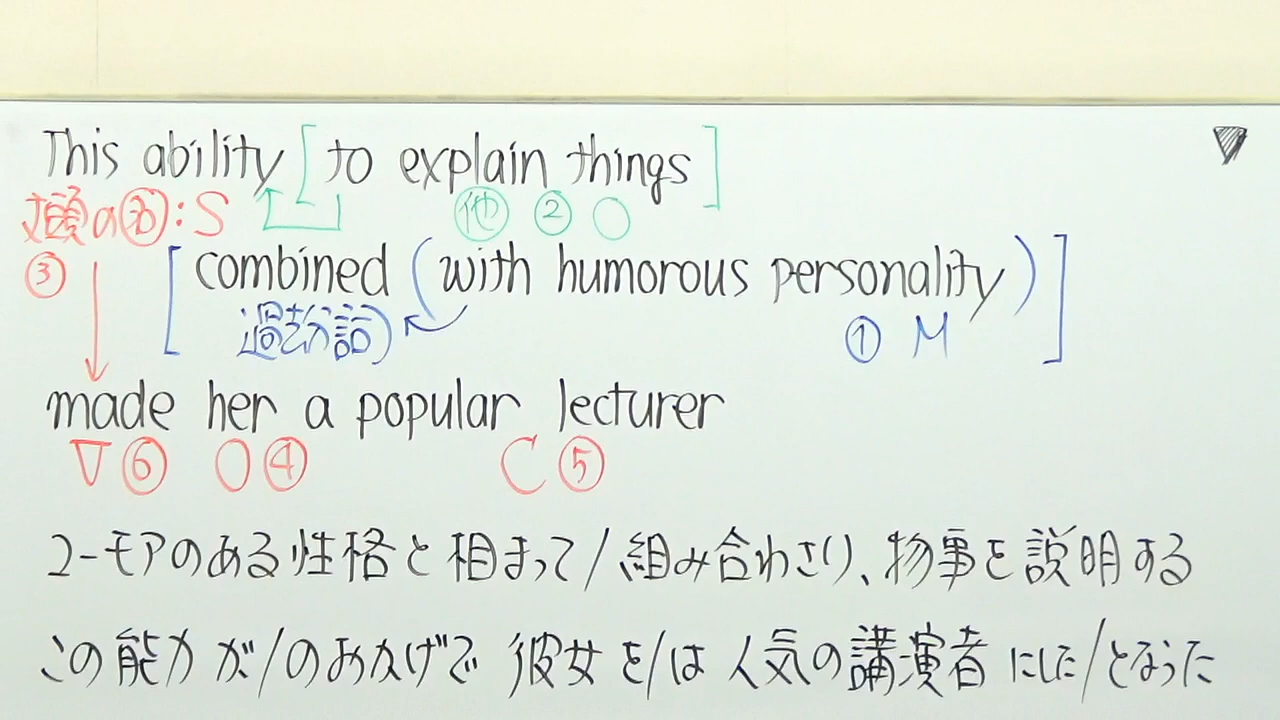 This ability [to explain things]
文頭の名:S 他 ② O
③ [combined (with humorous personality)]
過去分詞 ① M
made her a popular lecturer
V ⑥ O ④ C ⑤
ユーモアのある性格と相まって/組み合わさり、物事を説明する
この能力が/のおかげで彼女を/は人気の講演者にした/となった